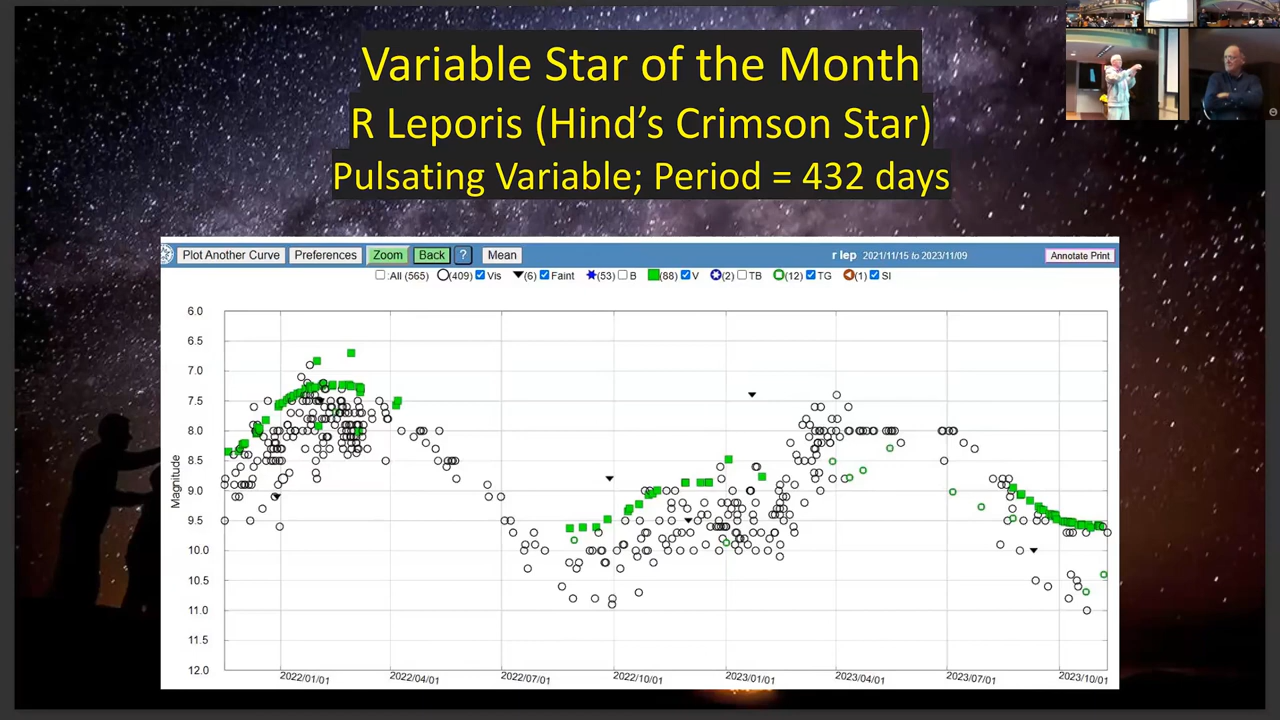 Variable Star of the Month
R Leporis (Hind’s Crimson Star)
Pulsating Variable; Period = 432 days
Plot Another Curve Preferences Zoom Back ? Mean r lep 2021/11/15 to 2023/11/09 Annotate Print
:All (565) (409) Vis (6) Faint (53) B (88) V (2) TB (12) TG (1) SI
6.0
6.5
7.0
7.5
8.0
8.5
9.0
9.5
10.0
10.5
11.0
11.5
12.0
Magnitude
2022/01/01 2022/04/01 2022/07/01 2022/10/01 2023/01/01 2023/04/01 2023/07/01 2023/10/01